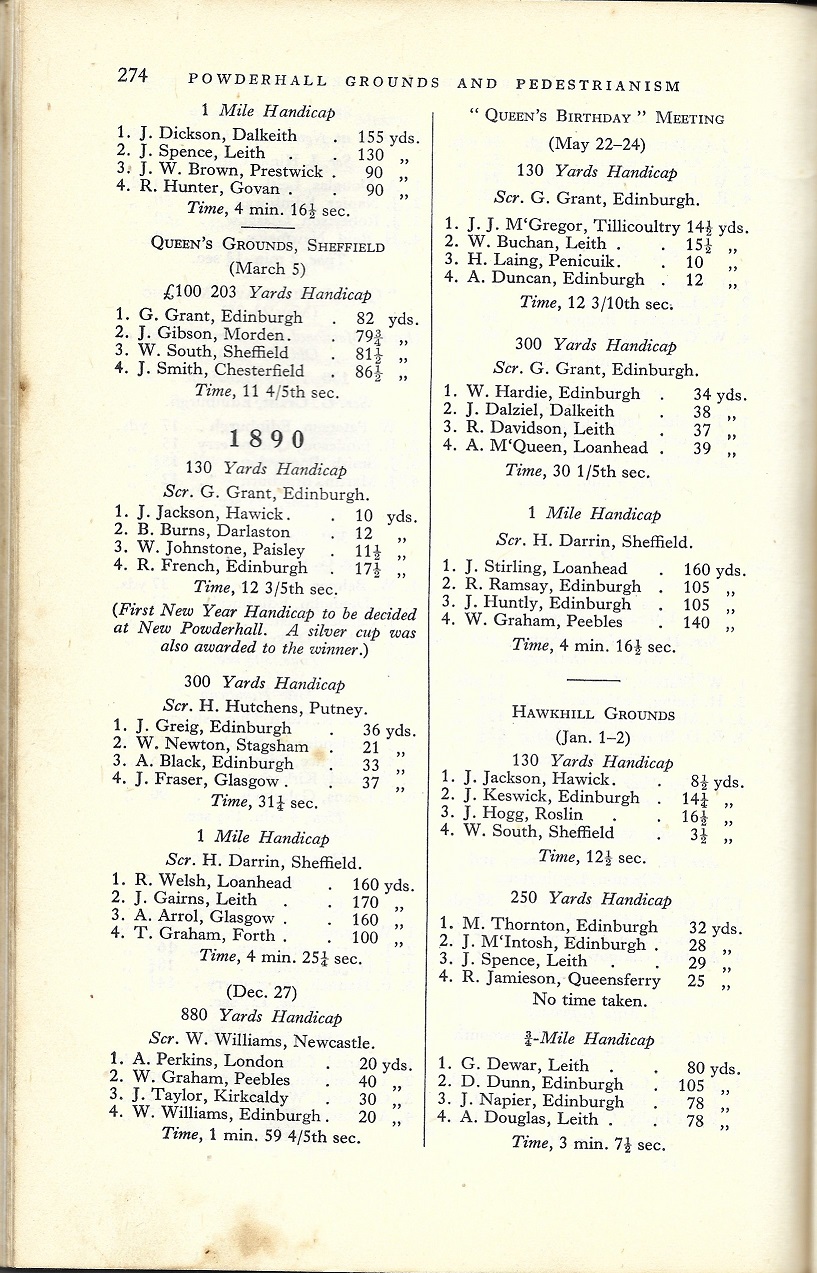 274 POWDERHALL GROUNDS AND PEDESTRIANISM
1 Mile Handicap
1. J. Dickson, Dalkeith . 155 yds.
2. J. Spence, Leith . . 130 „
3. J. W. Brown, Prestwick . 90 „
4. R. Hunter, Govan . . 90 „
Time, 4 min. 16½ sec.
QUEEN'S GROUNDS, SHEFFIELD
(March 5)
£100 203 Yards Handicap
1. G. Grant, Edinburgh . 82 yds.
2. J. Gibson, Morden . . 79¾ „
3. W. South, Sheffield . 81½ „
4. J. Smith, Chesterfield . 86½ „
Time, 11 4/5th sec.
1890
130 Yards Handicap
Scr. G. Grant, Edinburgh.
1. J. Jackson, Hawick . . 10 yds.
2. B. Burns, Darlaston . 12 „
3. W. Johnstone, Paisley . 11½ „
4. R. French, Edinburgh . 17½ „
Time, 12 3/5th sec.
(First New Year Handicap to be decided
at New Powderhall. A silver cup was
also awarded to the winner.)
300 Yards Handicap
Scr. H. Hutchens, Putney.
1. J. Greig, Edinburgh . 36 yds.
2. W. Newton, Stagsham . 21 „
3. A. Black, Edinburgh . 33 „
4. J. Fraser, Glasgow . . 37 „
Time, 31¼ sec.
1 Mile Handicap
Scr. H. Darrin, Sheffield.
1. R. Welsh, Loanhead . 160 yds.
2. J. Gairns, Leith . . 170 „
3. A. Arrol, Glasgow . . 160 „
4. T. Graham, Forth . . 100 „
Time, 4 min. 25¼ sec.
(Dec. 27)
880 Yards Handicap
Scr. W. Williams, Newcastle.
1. A. Perkins, London . 20 yds.
2. W. Graham, Peebles . 40 „
3. J. Taylor, Kirkcaldy . 30 „
4. W. Williams, Edinburgh . 20 „
Time, 1 min. 59 4/5th sec.
" QUEEN'S BIRTHDAY " MEETING
(May 22–24)
130 Yards Handicap
Scr. G. Grant, Edinburgh.
1. J. J. M'Gregor, Tillicoultry 14½ yds.
2. W. Buchan, Leith . . 15½ „
3. H. Laing, Penicuik . . 10 „
4. A. Duncan, Edinburgh . 12 „
Time, 12 3/10th sec.
300 Yards Handicap
Scr. G. Grant, Edinburgh.
1. W. Hardie, Edinburgh . 34 yds.
2. J. Dalziel, Dalkeith . 38 „
3. R. Davidson, Leith . 37 „
4. A. M'Queen, Loanhead . 39 „
Time, 30 1/5th sec.
1 Mile Handicap
Scr. H. Darrin, Sheffield.
1. J. Stirling, Loanhead . 160 yds.
2. R. Ramsay, Edinburgh . 105 „
3. J. Huntly, Edinburgh . 105 „
4. W. Graham, Peebles . 140 „
Time, 4 min. 16½ sec.
HAWKHILL GROUNDS
(Jan. 1–2)
130 Yards Handicap
1. J. Jackson, Hawick . . 8½ yds.
2. J. Keswick, Edinburgh . 14¼ „
3. J. Hogg, Roslin . . 16½ „
4. W. South, Sheffield . 3½ „
Time, 12½ sec.
250 Yards Handicap
1. M. Thornton, Edinburgh 32 yds.
2. J. M'Intosh, Edinburgh . 28 „
3. J. Spence, Leith . . 29 „
4. R. Jamieson, Queensferry 25 „
No time taken.
¾-Mile Handicap
1. G. Dewar, Leith . . 80 yds.
2. D. Dunn, Edinburgh . 105 „
3. J. Napier, Edinburgh . 78 „
4. A. Douglas, Leith . . 78 „
Time, 3 min. 7½ sec.